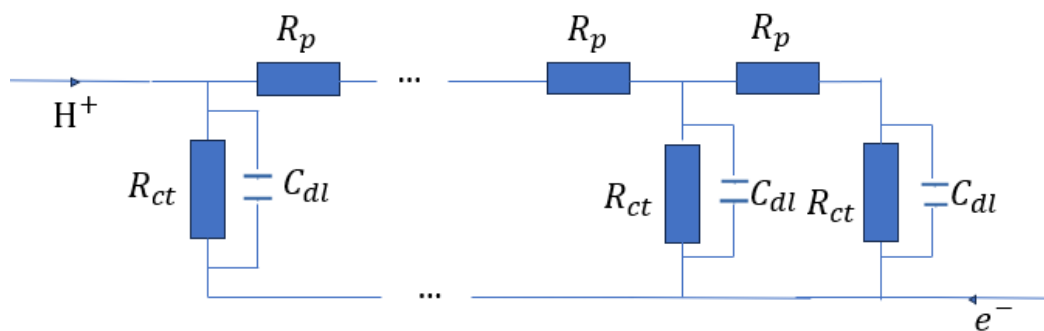 R_p ... R_p R_p
H⁺
R_ct C_dl R_ct C_dl R_ct C_dl
...
e⁻